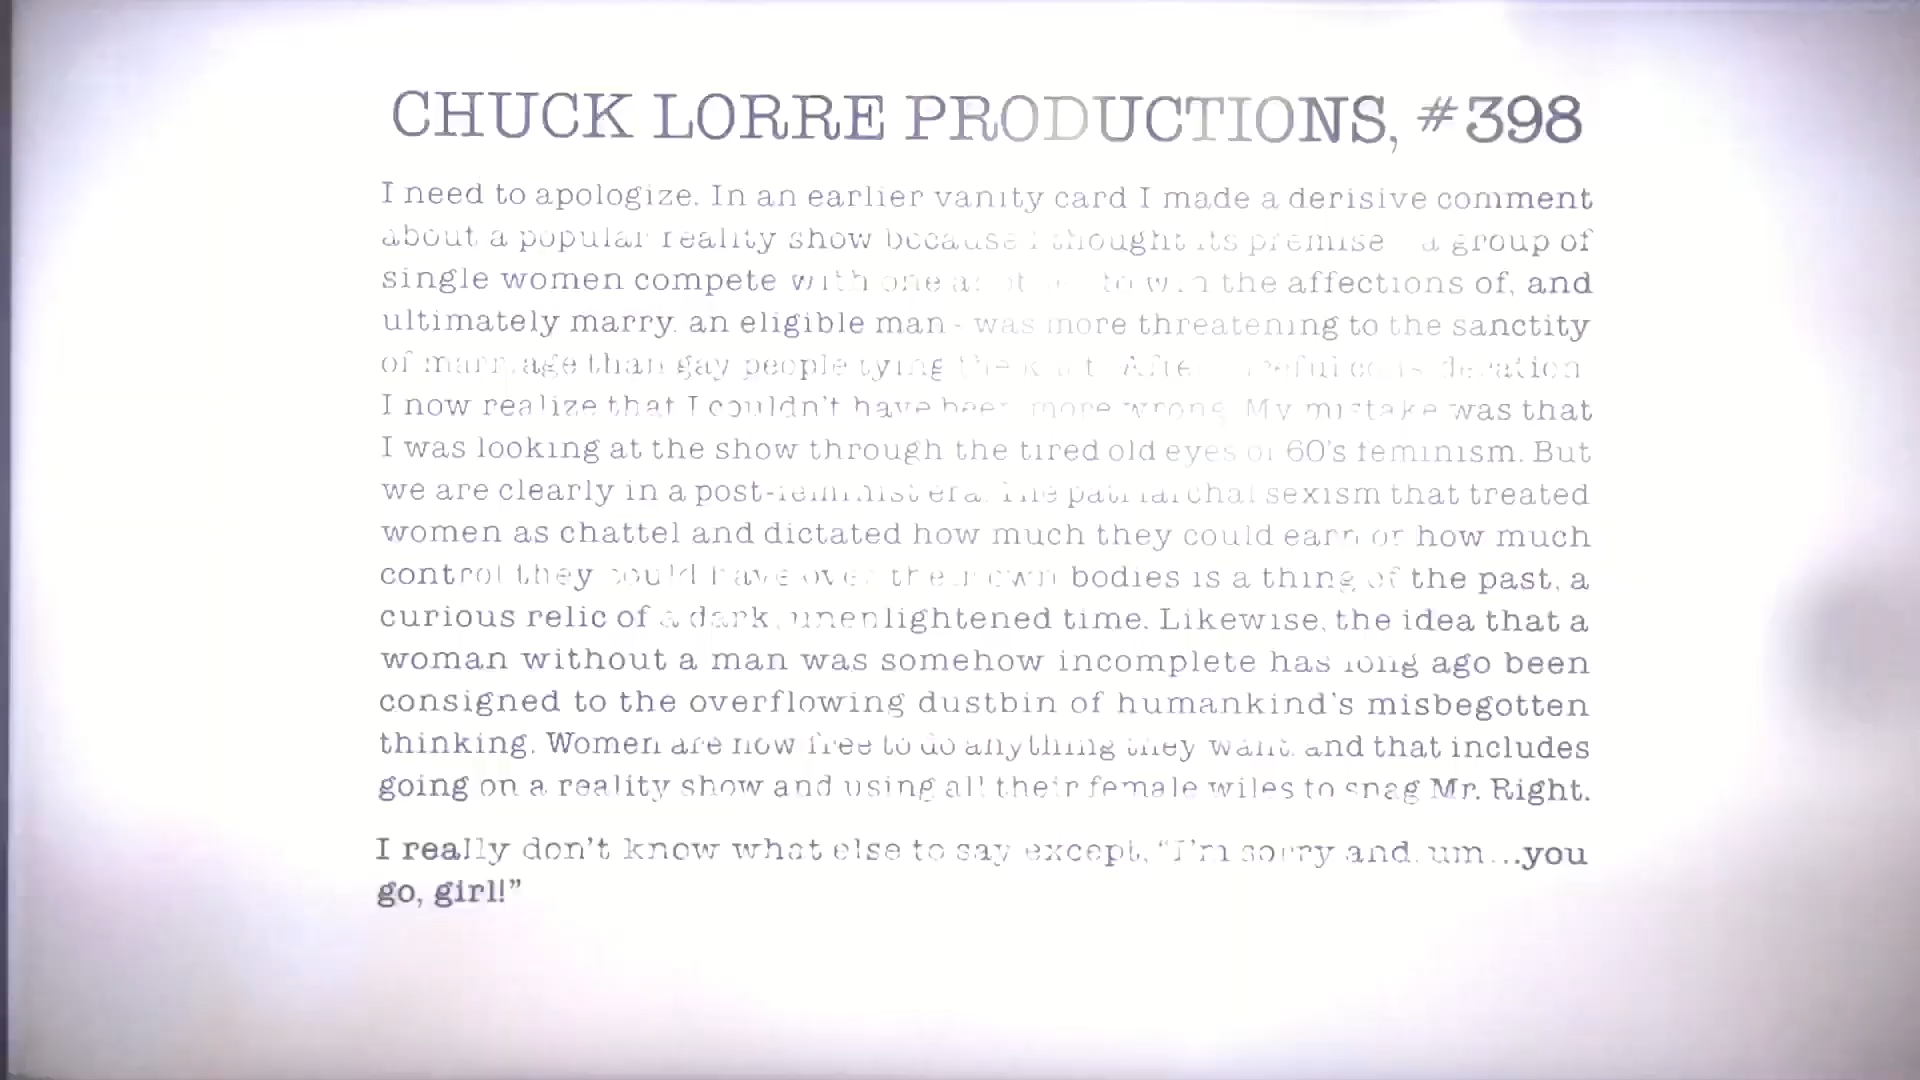 CHUCK LORRE PRODUCTIONS, #398
I need to apologize. In an earlier vanity card I made a derisive comment
about a popular reality show because I thought its premise - a group of
single women compete with one another to win the affections of, and
ultimately marry, an eligible man - was more threatening to the sanctity
of marriage than gay people tying the knot. After careful consideration
I now realize that I couldn't have been more wrong. My mistake was that
I was looking at the show through the tired old eyes of 60's feminism. But
we are clearly in a post-feminist era. The patriarchal sexism that treated
women as chattel and dictated how much they could earn or how much
control they could have over their own bodies is a thing of the past, a
curious relic of a dark, unenlightened time. Likewise, the idea that a
woman without a man was somehow incomplete has long ago been
consigned to the overflowing dustbin of humankind's misbegotten
thinking. Women are now free to do anything they want, and that includes
going on a reality show and using all their female wiles to snag Mr. Right.
I really don't know what else to say except, "I'm sorry and, um...you
go, girl!"